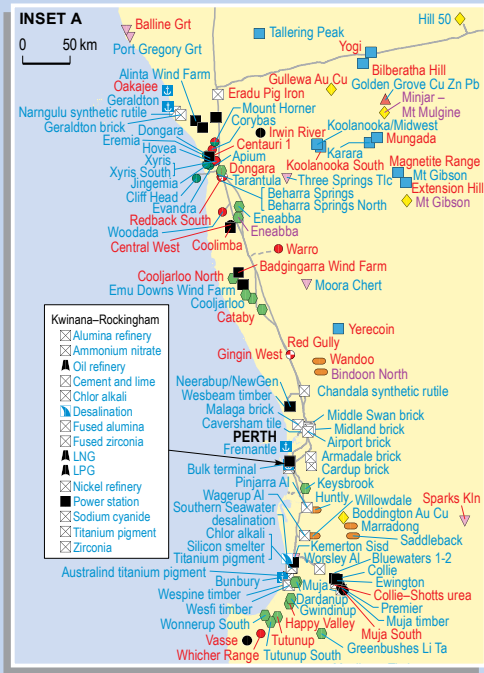 INSET A
0 50 km
Balline Grt
Port Gregory Grt
Hill 50
Tallering Peak
Yogi
Alinta Wind Farm
Oakajee
Geraldton
Narngulu synthetic rutile
Geraldton brick
Eradu Pig Iron
Gullewa Au,Cu
Bilberatha Hill
Golden Grove Cu Zn Pb
Minjar –
Mt Mulgine
Mount Horner
Corybas
Dongara
Eremia
Hovea
Xyris
Xyris South
Jingemia
Cliff Head
Evandra
Centauri 1
Apium
Dongara
Tarantula
Irwin River
Koolanooka/Midwest
Karara
Mungada
Koolanooka South
Magnetite Range
Mt Gibson
Extension Hill
Mt Gibson
Three Springs Tlc
Beharra Springs
Beharra Springs North
Redback South
Woodada
Eneabba
Eneabba
Central West
Coolimba
Warro
Cooljarloo North
Badgingarra Wind Farm
Emu Downs Wind Farm
Cooljarloo
Moora Chert
Cataby
Kwinana–Rockingham
Alumina refinery
Ammonium nitrate
Oil refinery
Cement and lime
Chlor alkali
Desalination
Fused alumina
Fused zirconia
LNG
LPG
Nickel refinery
Power station
Sodium cyanide
Titanium pigment
Zirconia
Yerecoin
Red Gully
Gingin West
Wandoo
Bindoon North
Neerabup/NewGen
Chandala synthetic rutile
Wesbeam timber
Malaga brick
Caversham tile
Middle Swan brick
Midland brick
Airport brick
PERTH
Fremantle
Bulk terminal
Armadale brick
Cardup brick
Pinjarra Al
Keysbrook
Wagerup Al
Huntly
Willowdale
Boddington Au Cu
Sparks Kln
Southern Seawater
desalination
Marradong
Saddleback
Chlor alkali
Silicon smelter
Titanium pigment
Kemerton Sisd
Worsley Al
Bluewaters 1-2
Australind titanium pigment
Collie
Bunbury
Muja
Ewington
Wespine timber
Dardanup
Collie–Shotts urea
Wesfi timber
Gwindinup
Premier
Wonnerup South
Happy Valley
Muja timber
Muja South
Vasse
Tutunup
Whicher Range
Tutunup South
Greenbushes Li Ta